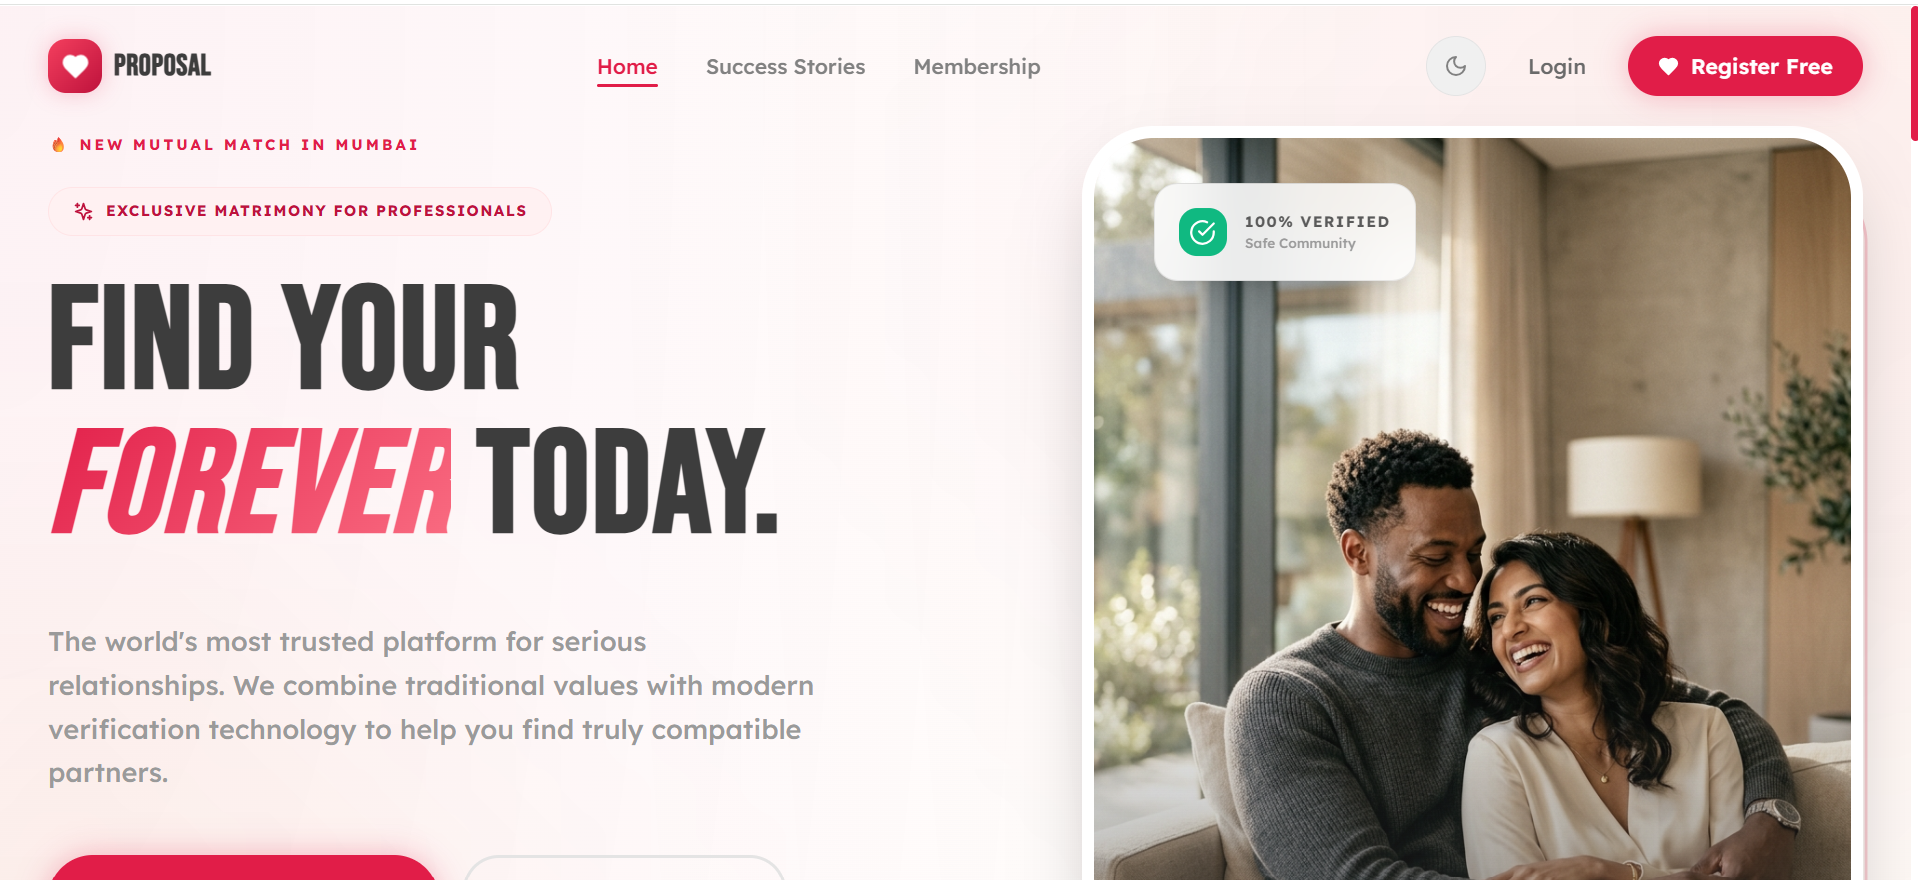 PROPOSAL
Home
Success Stories
Membership
Login
Register Free
NEW MUTUAL MATCH IN MUMBAI
EXCLUSIVE MATRIMONY FOR PROFESSIONALS
FIND YOUR
FOREVER TODAY.
The world's most trusted platform for serious
relationships. We combine traditional values with modern
verification technology to help you find truly compatible
partners.
100% VERIFIED
Safe Community